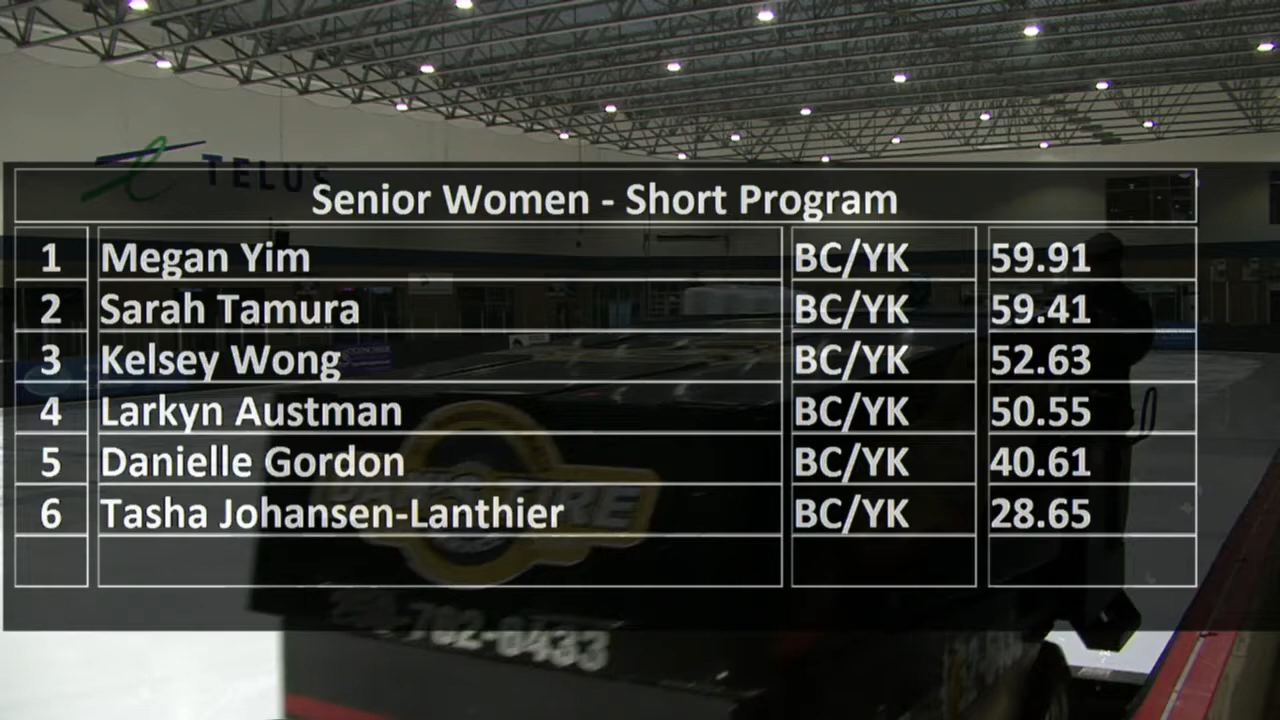 TELUS
Senior Women - Short Program
1 Megan Yim BC/YK 59.91
2 Sarah Tamura BC/YK 59.41
3 Kelsey Wong BC/YK 52.63
4 Larkyn Austman BC/YK 50.55
5 Danielle Gordon BC/YK 40.61
6 Tasha Johansen-Lanthier BC/YK 28.65